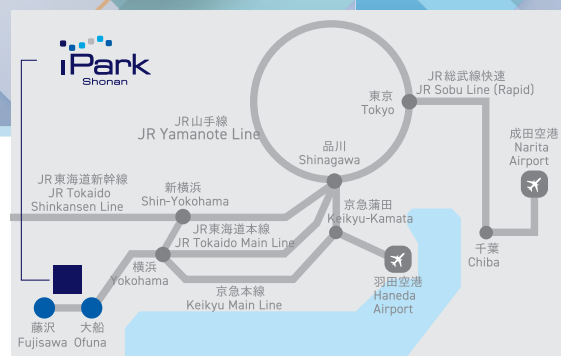 iPark
Shonan
JR総武線快速
JR Sobu Line (Rapid)
東京
Tokyo
JR山手線
JR Yamanote Line
成田空港
Narita
Airport
品川
Shinagawa
JR東海道新幹線
JR Tokaido
Shinkansen Line
新横浜
Shin-Yokohama
京急蒲田
Keikyu-Kamata
JR東海道本線
JR Tokaido Main Line
千葉
Chiba
横浜
Yokohama
京急本線
Keikyu Main Line
羽田空港
Haneda
Airport
藤沢
Fujisawa
大船
Ofuna